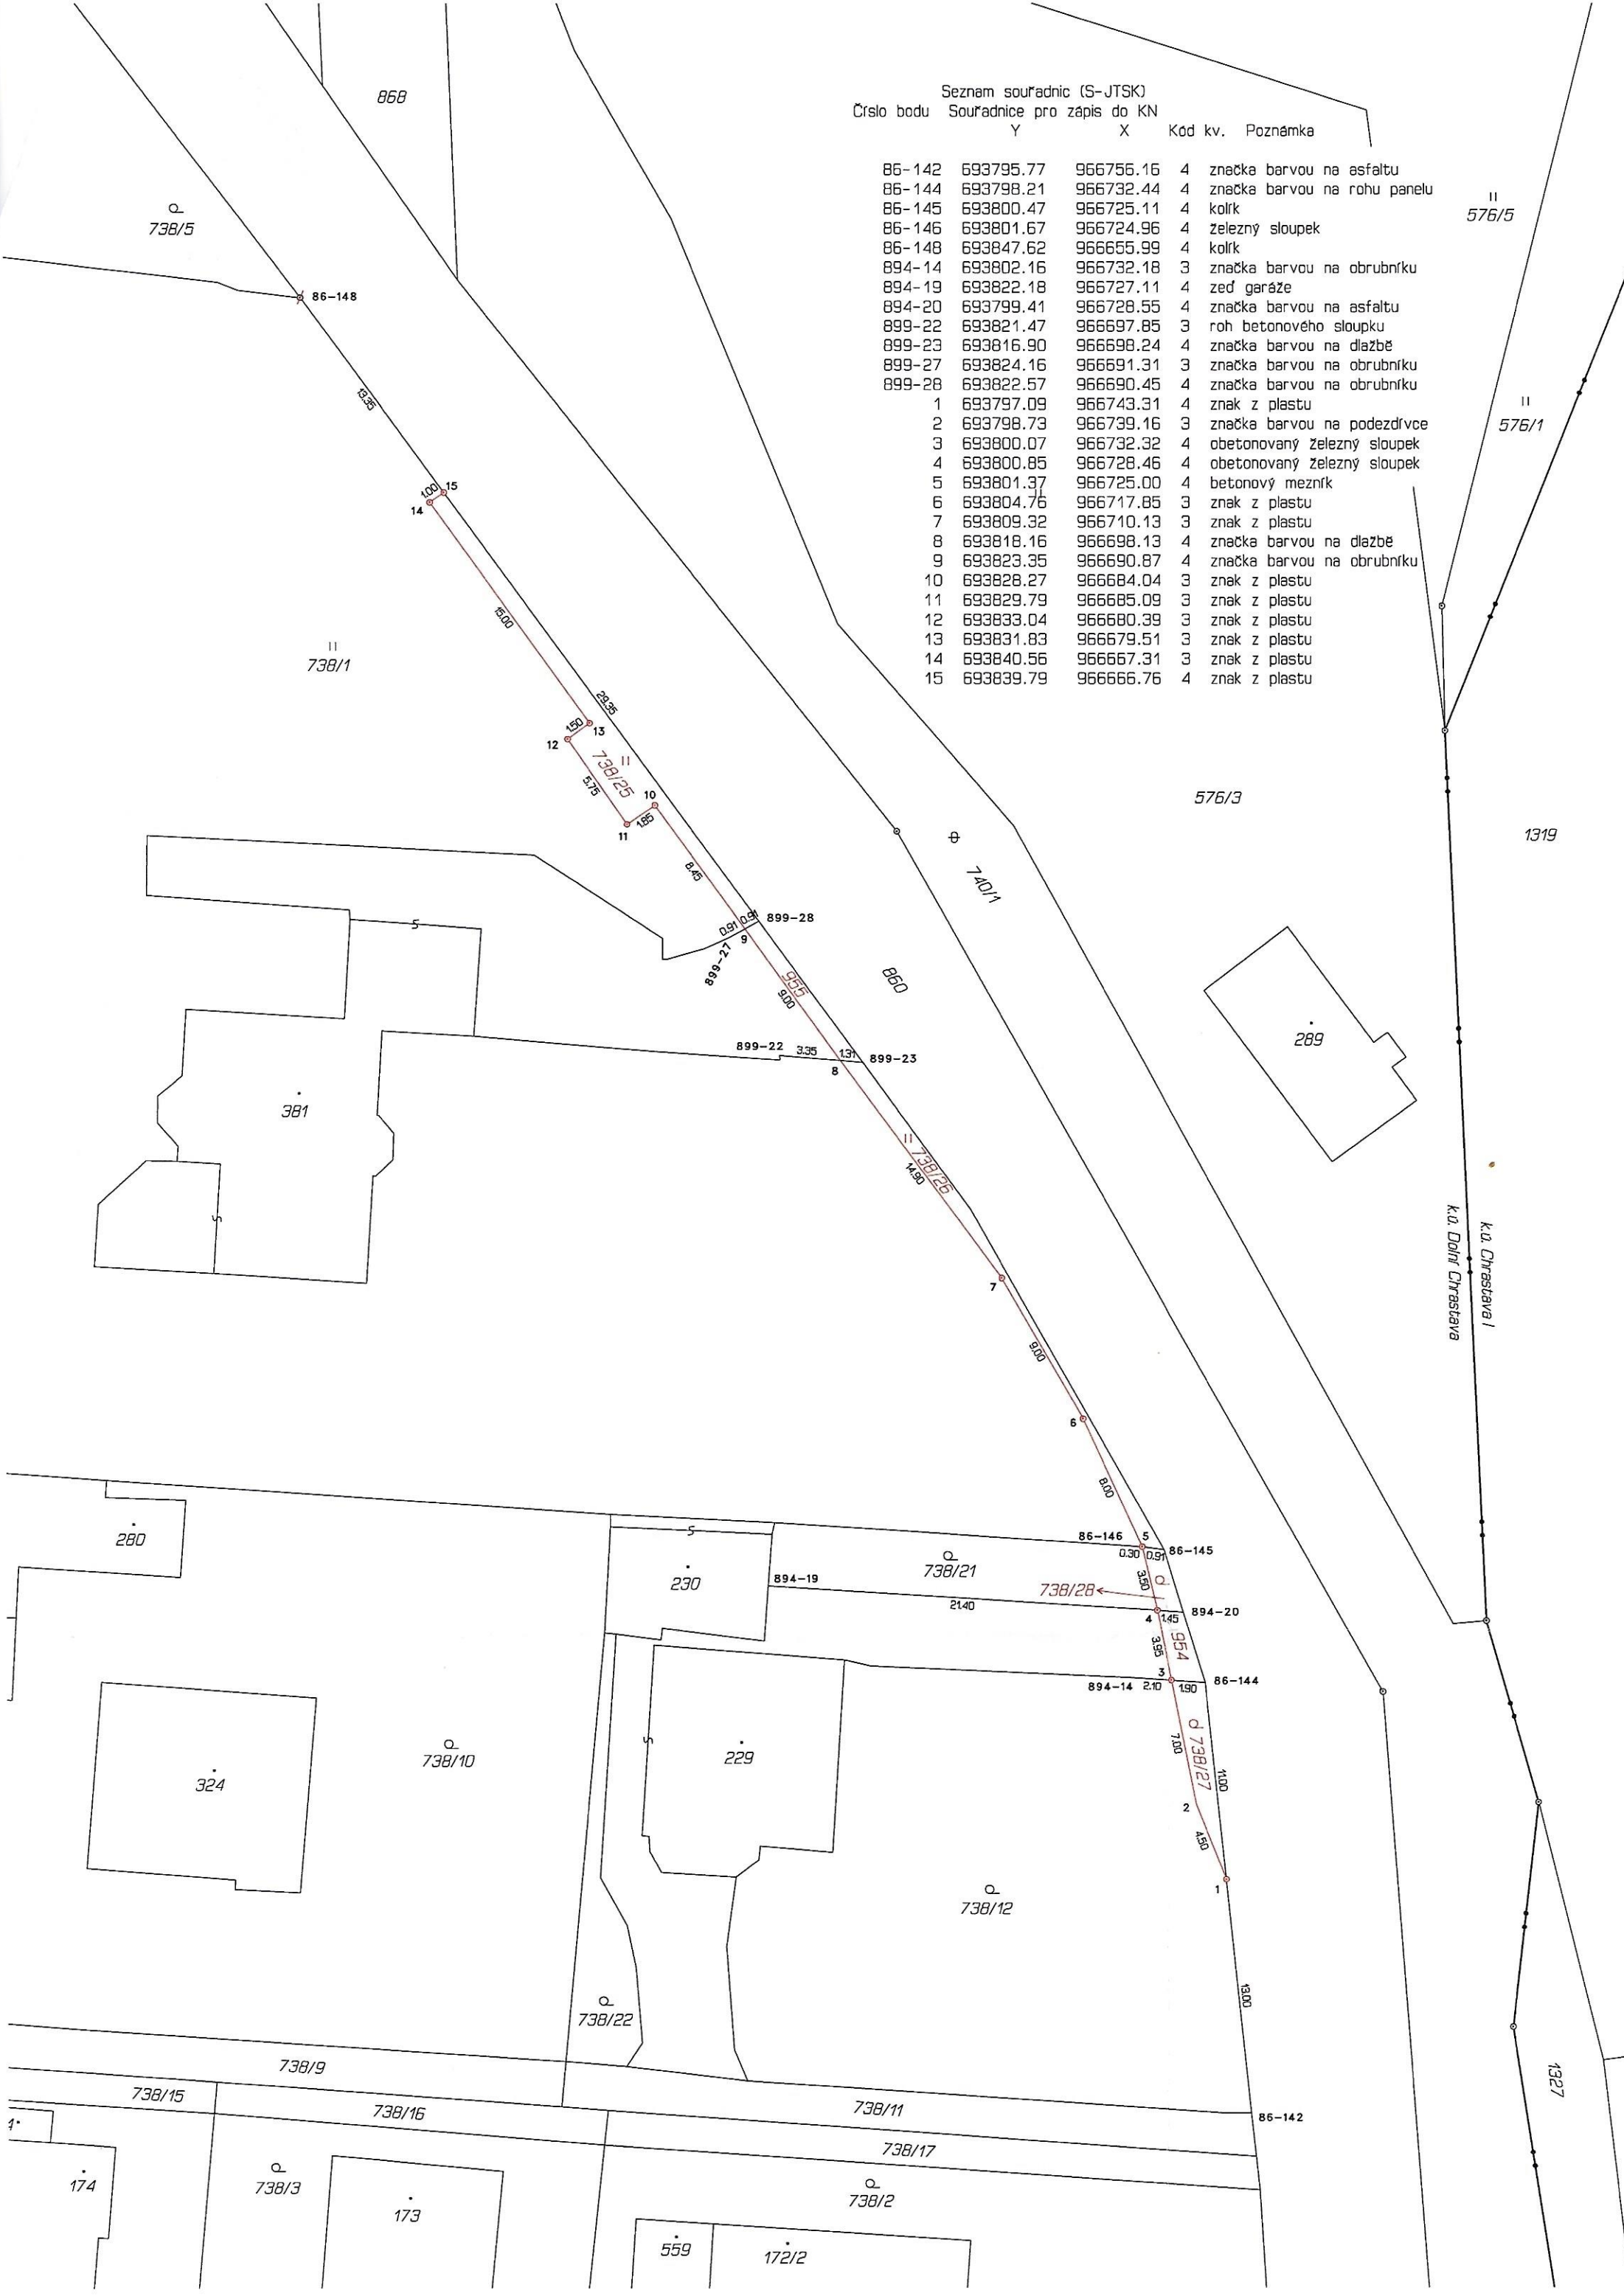 868
Seznam souřadnic (S-JTSK)
Číslo bodu Souřadnice pro zápis do KN
Y X Kód kv. Poznámka
86-142 693795.77 966756.16 4 značka barvou na asfaltu
86-144 693798.21 966732.44 4 značka barvou na rohu panelu
86-145 693800.47 966725.11 4 kolík
86-146 693801.67 966724.96 4 železný sloupek
86-148 693847.62 966655.99 4 kolík
894-14 693802.16 966732.18 3 značka barvou na obrubníku
894-19 693822.18 966727.11 4 zeď garáže
894-20 693799.41 966728.55 4 značka barvou na asfaltu
899-22 693821.47 966697.85 3 roh betonového sloupku
899-23 693816.90 966698.24 4 značka barvou na dlažbě
899-27 693824.16 966691.31 3 značka barvou na obrubníku
899-28 693822.57 966690.45 4 značka barvou na obrubníku
1 693797.09 966743.31 4 znak z plastu
2 693798.73 966739.16 3 značka barvou na podezdívce
3 693800.07 966732.32 4 obetonovaný železný sloupek
4 693800.85 966728.46 4 obetonovaný železný sloupek
5 693801.37 966725.00 4 betonový mezník
6 693804.76 966717.85 3 znak z plastu
7 693809.32 966710.13 3 znak z plastu
8 693818.16 966698.13 4 značka barvou na dlažbě
9 693823.35 966690.87 4 značka barvou na obrubníku
10 693828.27 966684.04 3 znak z plastu
11 693829.79 966685.09 3 znak z plastu
12 693833.04 966680.39 3 znak z plastu
13 693831.83 966679.51 3 znak z plastu
14 693840.56 966667.31 3 znak z plastu
15 693839.79 966666.76 4 znak z plastu
738/5
576/5
86-148
13.35
576/1
1.00
15
14
15.00
738/1
29.35
1.50
13
12
738/25
5.75
10
11
1.85
576/3
1319
8.45
740/1
0.91
0.91
899-28
9
899-27
955
9.00
860
289
899-22
3.35
1.31
899-23
8
381
738/26
14.90
k.ú. Dolní Chrastava
k.ú. Chrastava I
7
9.00
6
8.00
280
86-146
5
0.30
0.91
86-145
738/21
230
894-19
738/28
3.50
21.40
4
1.45
894-20
3.95
954
3
894-14
2.10
1.90
86-144
738/10
229
324
7.00
738/27
11.00
2
4.50
1
738/12
13.00
738/22
738/9
738/15
738/16
738/11
86-142
1327
4
738/17
174
738/3
173
738/2
559
172/2